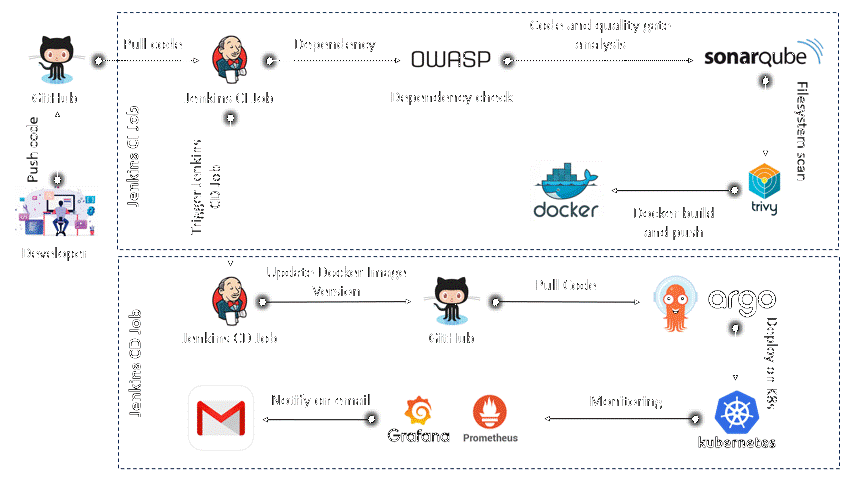 Code and quality gate
analysis
Pull code
Dependency
OWASP
sonarqube
GitHub
Jenkins CI Job
Dependency check
Jenkins CI Job
Push code
Trigger Jenkins
CD Job
Filesystem scan
docker
trivy
Docker build
and push
Developer
Update Docker Image
Version
Pull Code
argo
Jenkins CD Job
GitHub
Jenkins CD Job
Deploy on K8s
Notify on email
Monitoring
Grafana
Prometheus
kubernetes